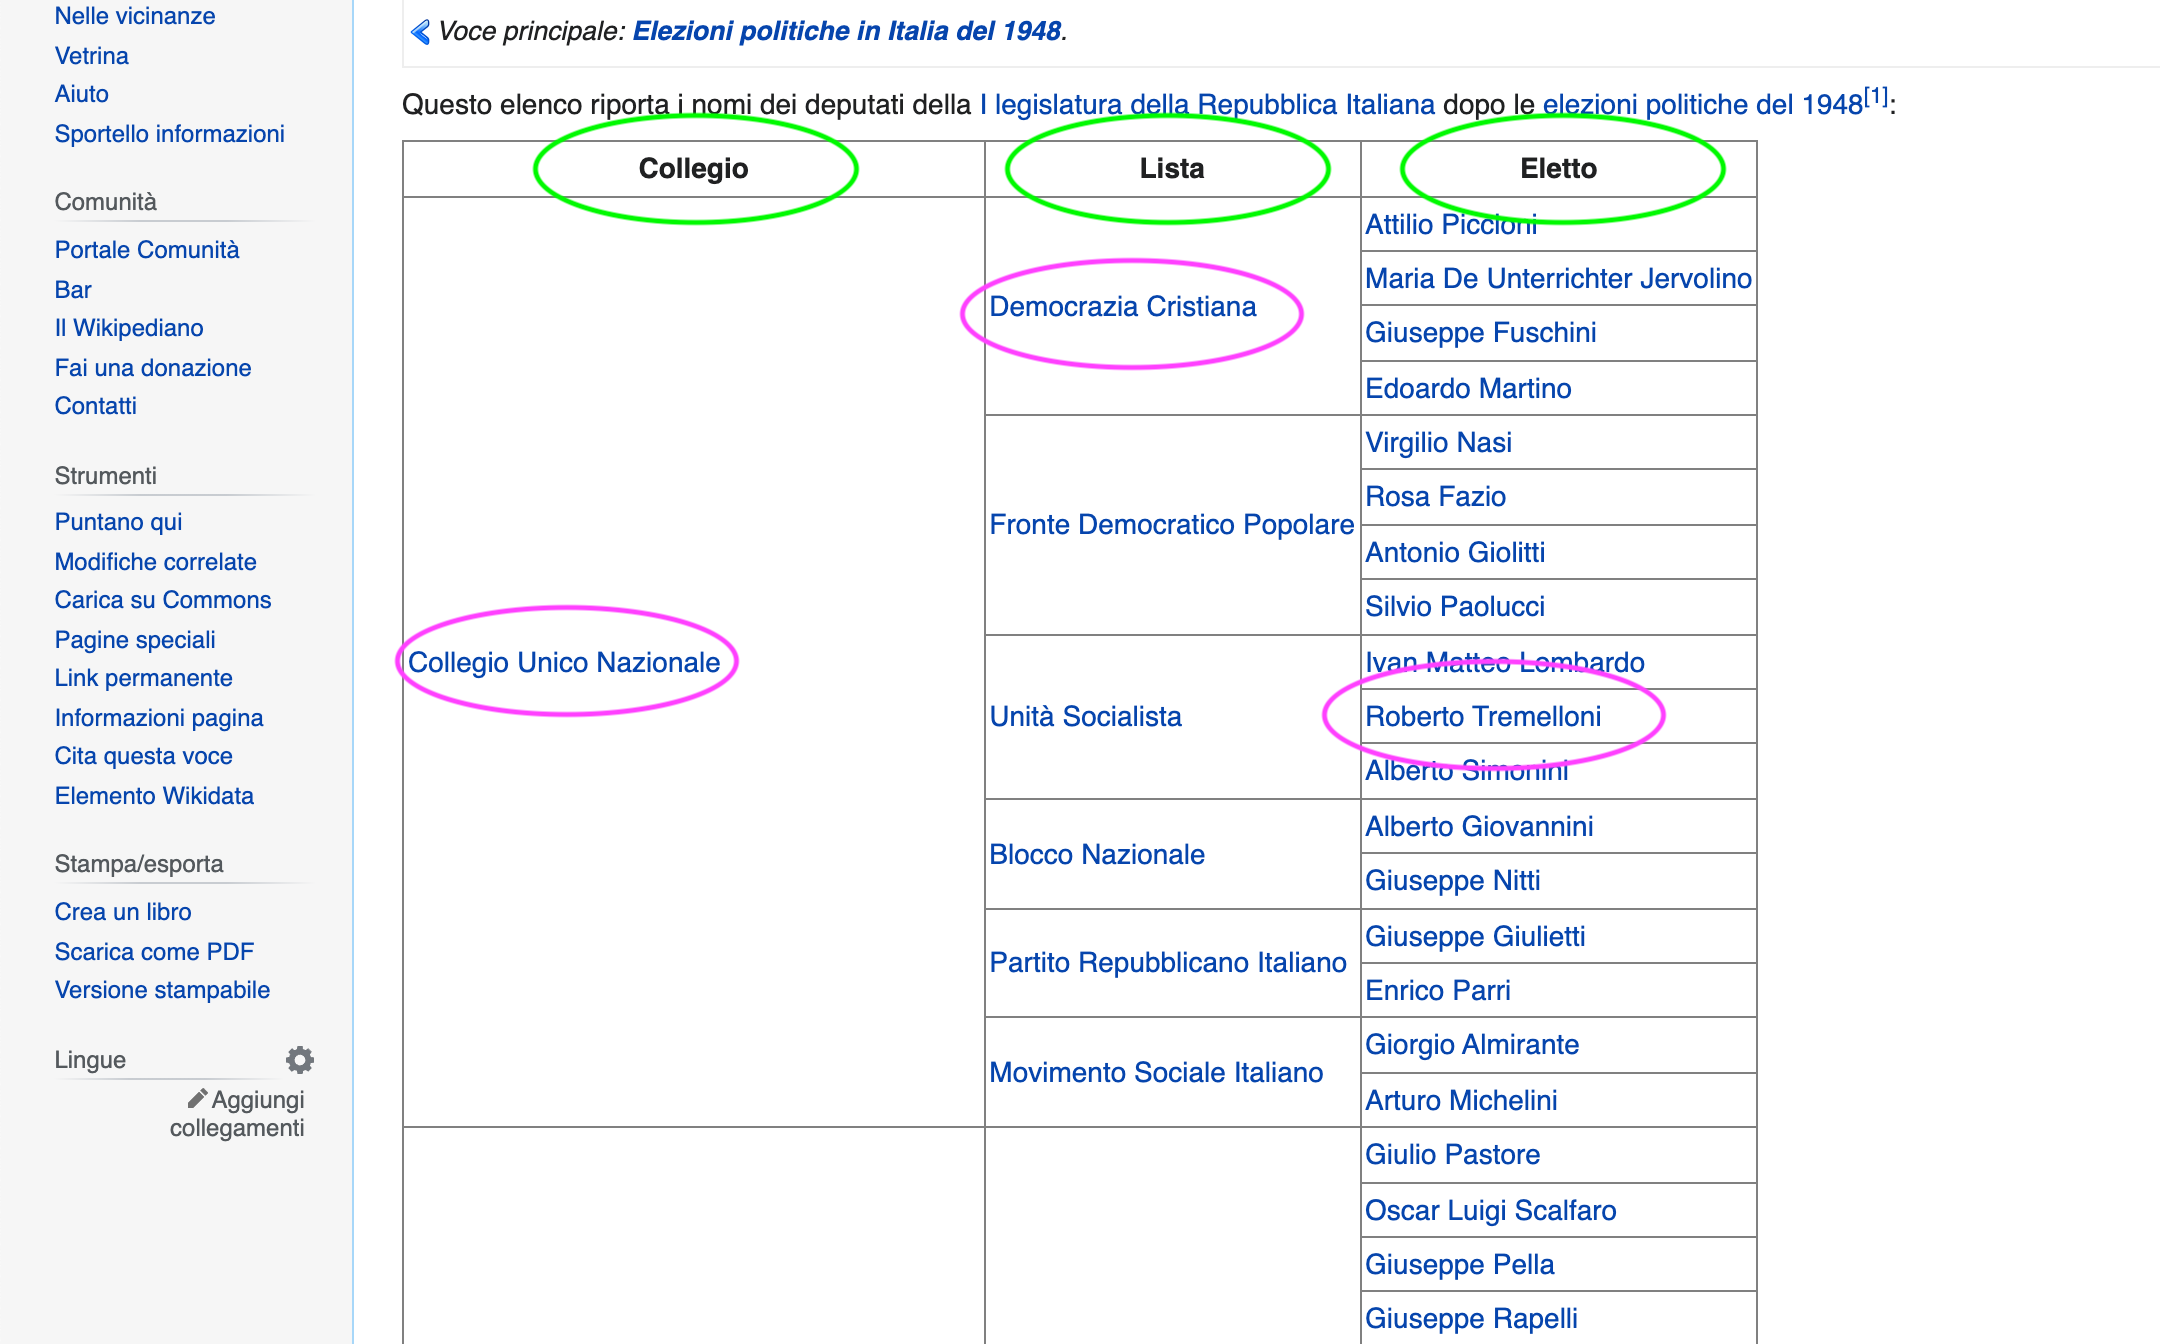 Nelle vicinanze
Vetrina
Aiuto
Sportello informazioni
Comunità
Portale Comunità
Bar
Il Wikipediano
Fai una donazione
Contatti
Strumenti
Puntano qui
Modifiche correlate
Carica su Commons
Pagine speciali
Link permanente
Informazioni pagina
Cita questa voce
Elemento Wikidata
Stampa/esporta
Crea un libro
Scarica come PDF
Versione stampabile
Lingue
Aggiungi
collegamenti
Voce principale: Elezioni politiche in Italia del 1948.
Questo elenco riporta i nomi dei deputati della I legislatura della Repubblica Italiana dopo le elezioni politiche del 1948[1]:
Collegio Lista Eletto
Collegio Unico Nazionale
Democrazia Cristiana
Attilio Piccioni
Maria De Unterrichter Jervolino
Giuseppe Fuschini
Edoardo Martino
Fronte Democratico Popolare
Virgilio Nasi
Rosa Fazio
Antonio Giolitti
Silvio Paolucci
Unità Socialista
Ivan Matteo Lombardo
Roberto Tremelloni
Alberto Simonini
Blocco Nazionale
Alberto Giovannini
Giuseppe Nitti
Partito Repubblicano Italiano
Giuseppe Giulietti
Enrico Parri
Movimento Sociale Italiano
Giorgio Almirante
Arturo Michelini
Giulio Pastore
Oscar Luigi Scalfaro
Giuseppe Pella
Giuseppe Rapelli